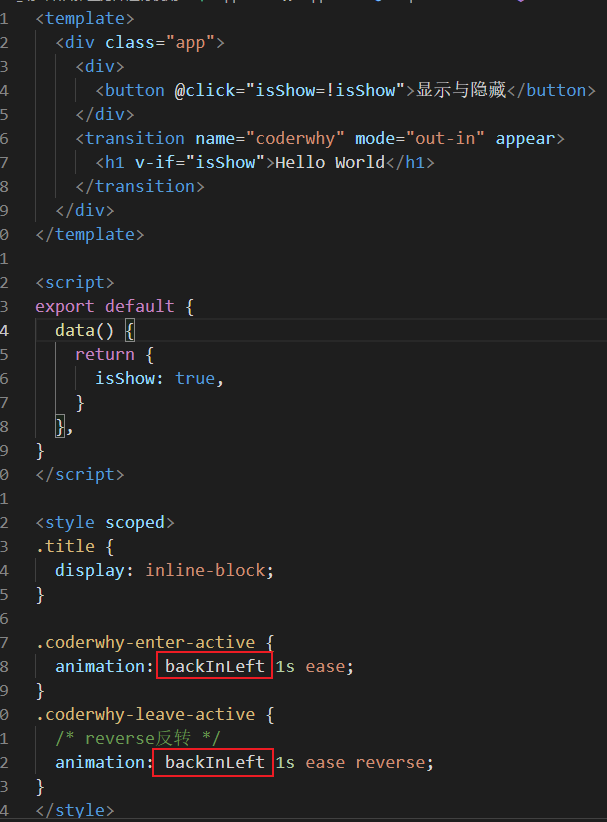 1 <template>
2 <div class="app">
3 <div>
4 <button @click="isShow=!isShow">显示与隐藏</button>
5 </div>
6 <transition name="coderwhy" mode="out-in" appear>
7 <h1 v-if="isShow">Hello World</h1>
8 </transition>
9 </div>
0 </template>
1
2 <script>
3 export default {
4 data() {
5 return {
6 isShow: true,
7 }
8 },
9 }
0 </script>
1
2 <style scoped>
3 .title {
4 display: inline-block;
5 }
6
7 .coderwhy-enter-active {
8 animation: backInLeft 1s ease;
9 }
0 .coderwhy-leave-active {
1 /* reverse反转 */
2 animation: backInLeft 1s ease reverse;
3 }
4 </style>